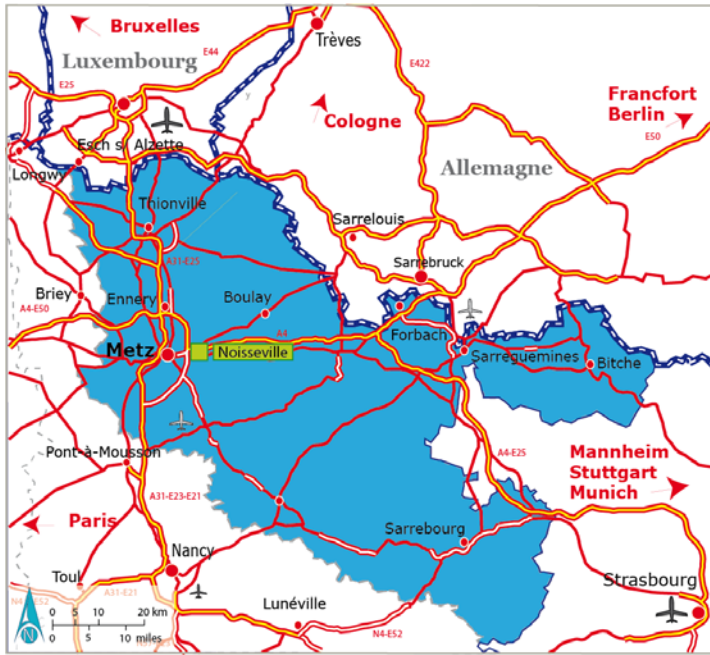 Bruxelles
Trèves
E44
Luxembourg
E422
E25
Francfort
Berlin
Cologne
E50
Esch s. Alzette
Allemagne
Longwy
Thionville
Sarrelouis
A31-E25
Sarrebruck
Briey
Ennery
Boulay
A4-E50
Forbach
A4
Metz
Noisseville
Sarreguemines
Bitche
Pont-à-Mousson
A4-E25
Mannheim
Stuttgart
Munich
A31-E23-E21
Paris
Sarrebourg
Nancy
Toul
Strasbourg
A31-E21
N4-E52
Lunéville
0 5 10 20 km
0 5 10 miles
N4-E52
N